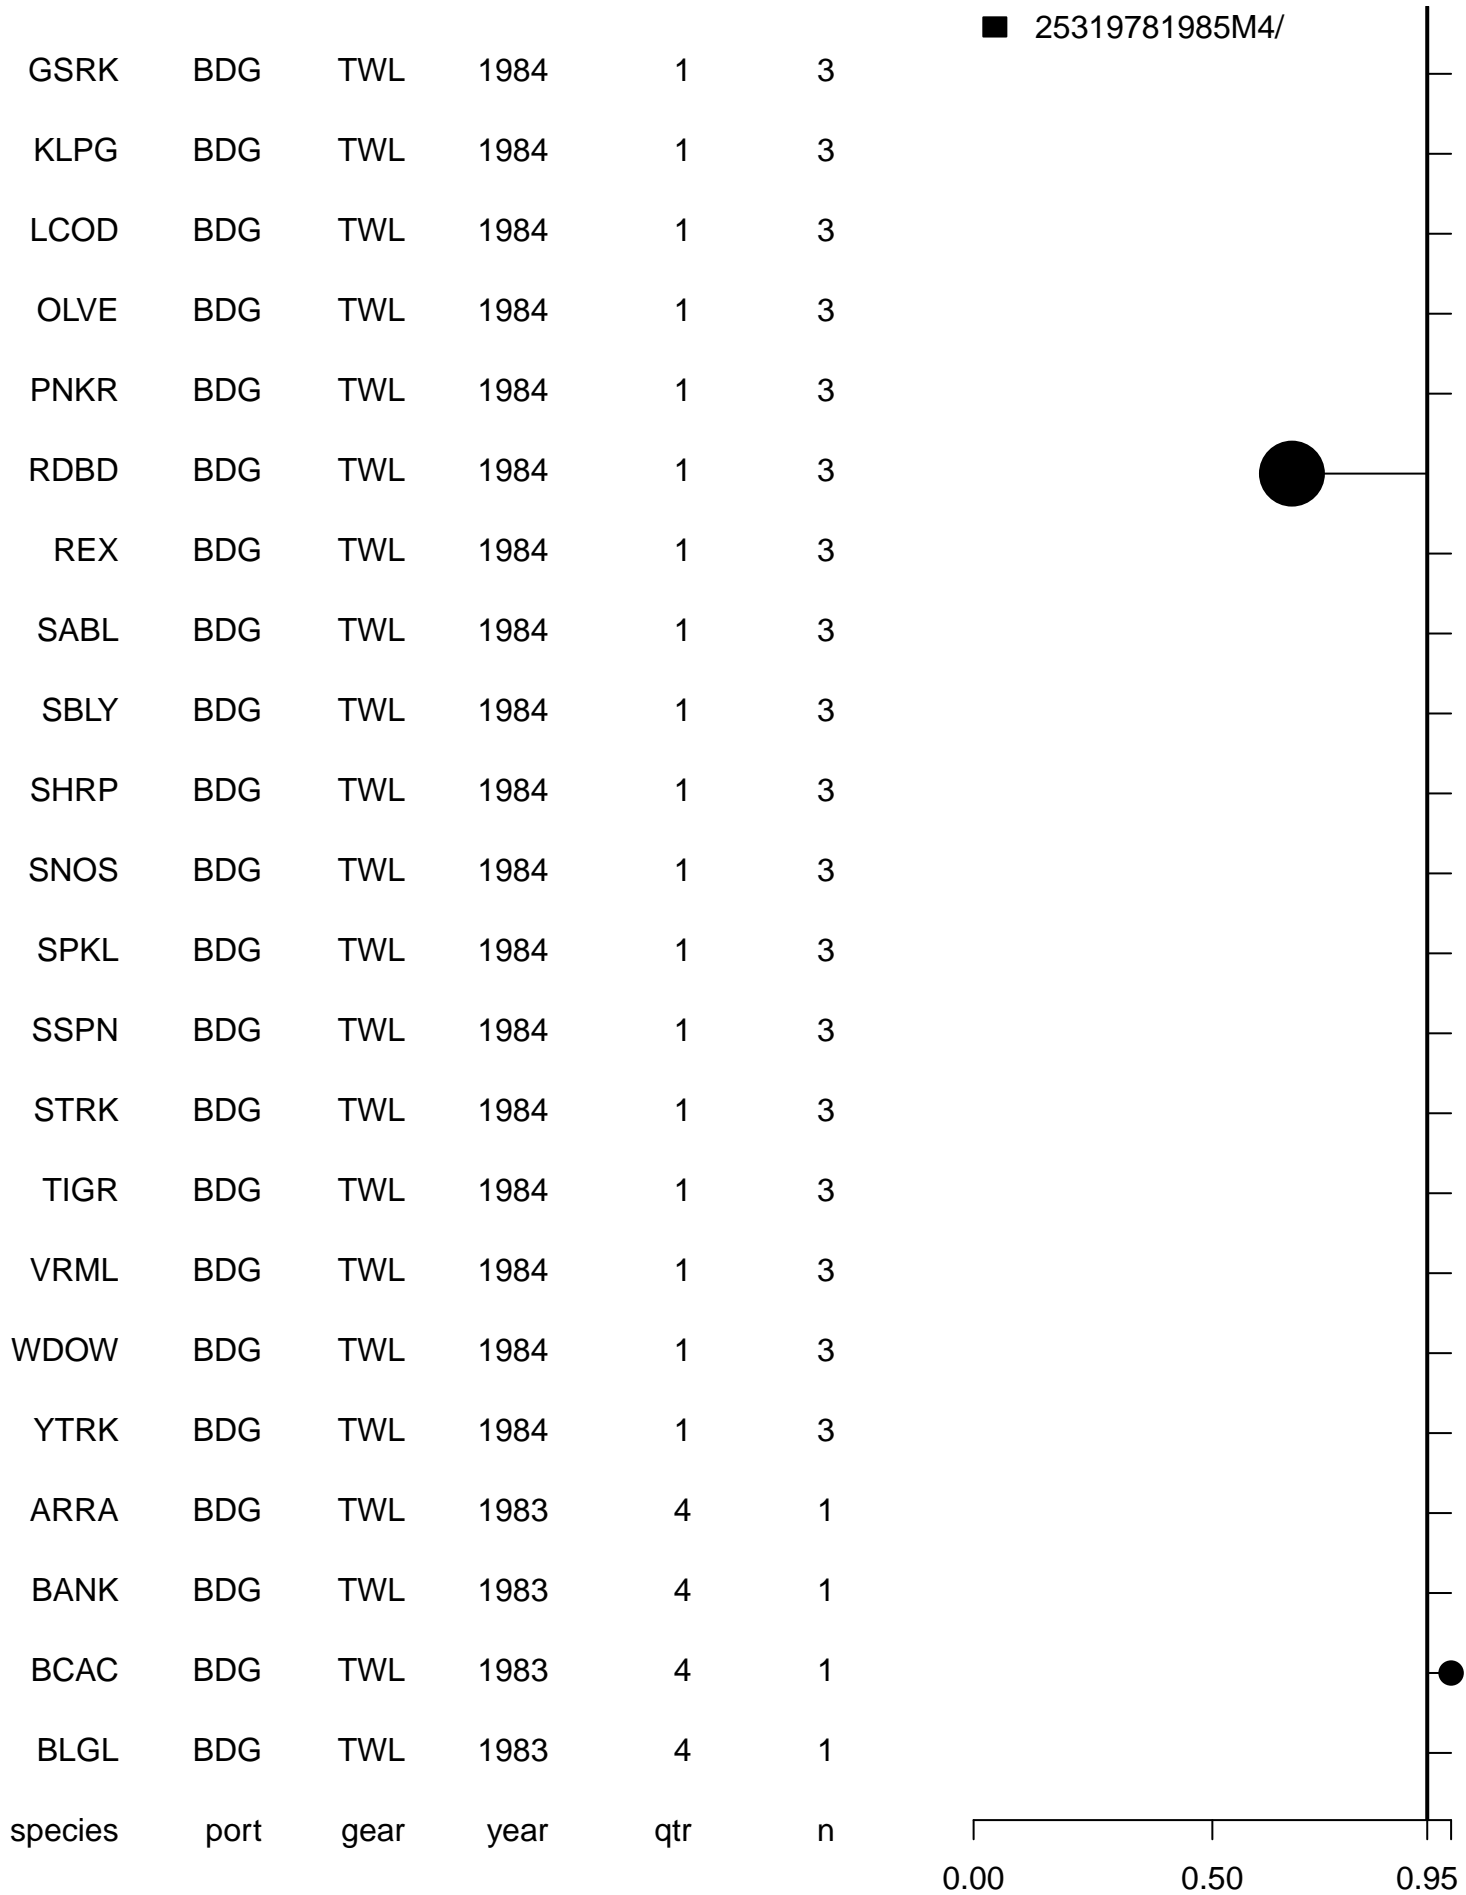 25319781985M4/
GSRK BDG TWL 1984 1 3
KLPG BDG TWL 1984 1 3
LCOD BDG TWL 1984 1 3
OLVE BDG TWL 1984 1 3
PNKR BDG TWL 1984 1 3
RDBD BDG TWL 1984 1 3
REX BDG TWL 1984 1 3
SABL BDG TWL 1984 1 3
SBLY BDG TWL 1984 1 3
SHRP BDG TWL 1984 1 3
SNOS BDG TWL 1984 1 3
SPKL BDG TWL 1984 1 3
SSPN BDG TWL 1984 1 3
STRK BDG TWL 1984 1 3
TIGR BDG TWL 1984 1 3
VRML BDG TWL 1984 1 3
WDOW BDG TWL 1984 1 3
YTRK BDG TWL 1984 1 3
ARRA BDG TWL 1983 4 1
BANK BDG TWL 1983 4 1
BCAC BDG TWL 1983 4 1
BLGL BDG TWL 1983 4 1
species port gear year qtr n
0.00 0.50 0.95